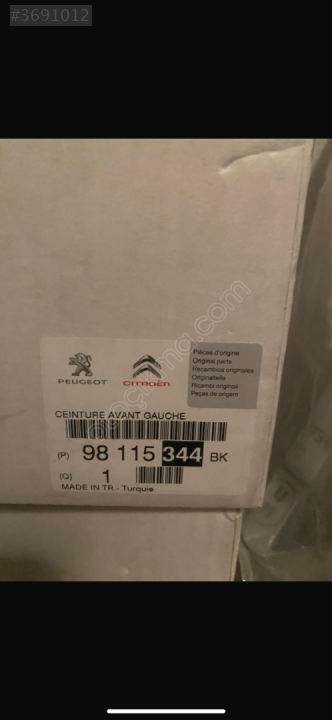 #3691012
PEUGEOT
CITROËN
Pièces d'origine
Original parts
Recambios originales
Originalteile
Ricambi originali
Peças de origem
CEINTURE AVANT GAUCHE
(P) 98 115 344 BK
(Q) 1
MADE IN TR - Turquie